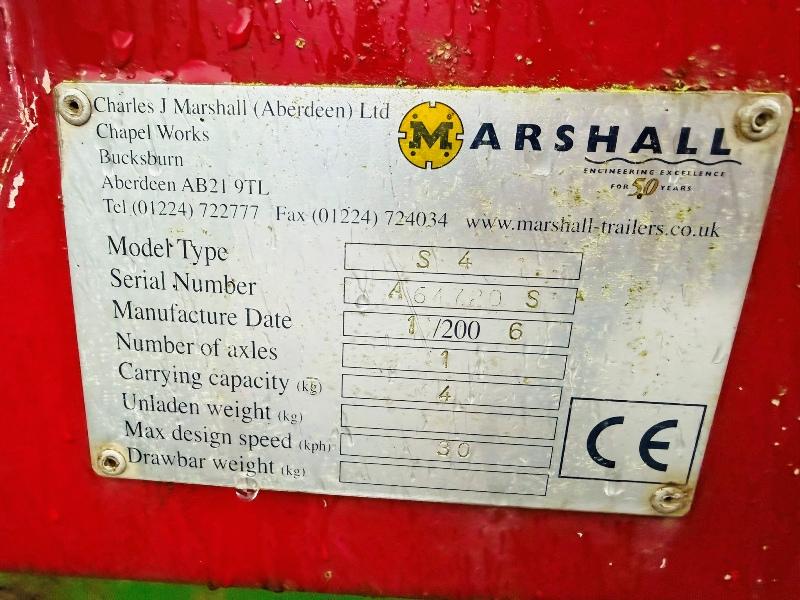 Charles J Marshall (Aberdeen) Ltd
Chapel Works
Bucksburn
Aberdeen AB21 9TL
Tel (01224) 722777 Fax (01224) 724034 www.marshall-trailers.co.uk
MARSHALL
ENGINEERING EXCELLENCE
FOR 50 YEARS
Model Type S 4
Serial Number
Manufacture Date 1/2006
Number of axles 1
Carrying capacity (kg) 4
Unladen weight (kg)
Max design speed (kph) 30
Drawbar weight (kg)
CE